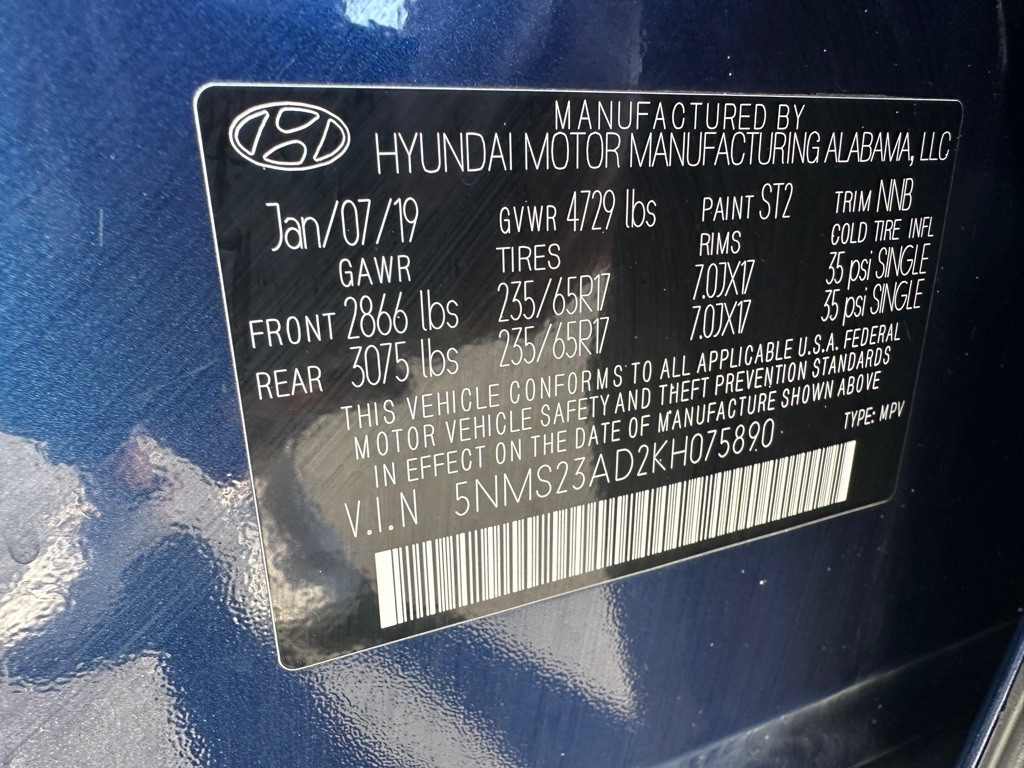 MANUFACTURED BY
HYUNDAI MOTOR MANUFACTURING ALABAMA, LLC
Jan/07/19 GVWR 4729 lbs PAINT ST2 TRIM NNB
GAWR TIRES RIMS COLD TIRE INFL
FRONT 2866 lbs 235/65R17 7.0JX17 35 psi SINGLE
REAR 3075 lbs 235/65R17 7.0JX17 35 psi SINGLE
THIS VEHICLE CONFORMS TO ALL APPLICABLE U.S.A. FEDERAL
MOTOR VEHICLE SAFETY AND THEFT PREVENTION STANDARDS
IN EFFECT ON THE DATE OF MANUFACTURE SHOWN ABOVE
V.I.N 5NMS23AD2KH075890 TYPE: MPV